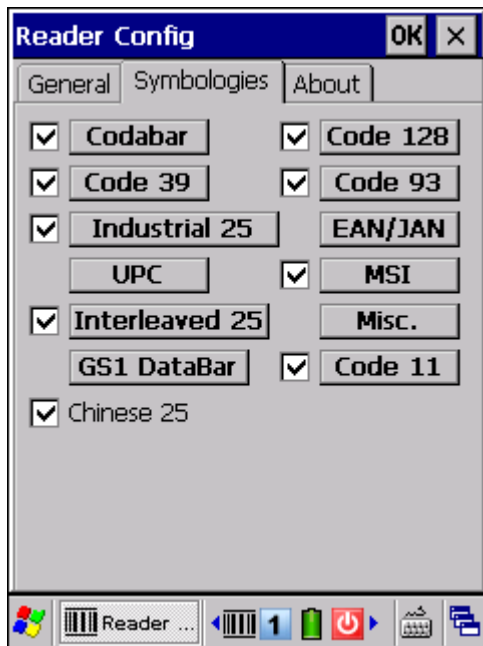 Reader Config OK
General Symbologies About
Codabar Code 128
Code 39 Code 93
Industrial 25 EAN/JAN
UPC MSI
Interleaved 25 Misc.
GS1 DataBar Code 11
Chinese 25
Reader ... 1